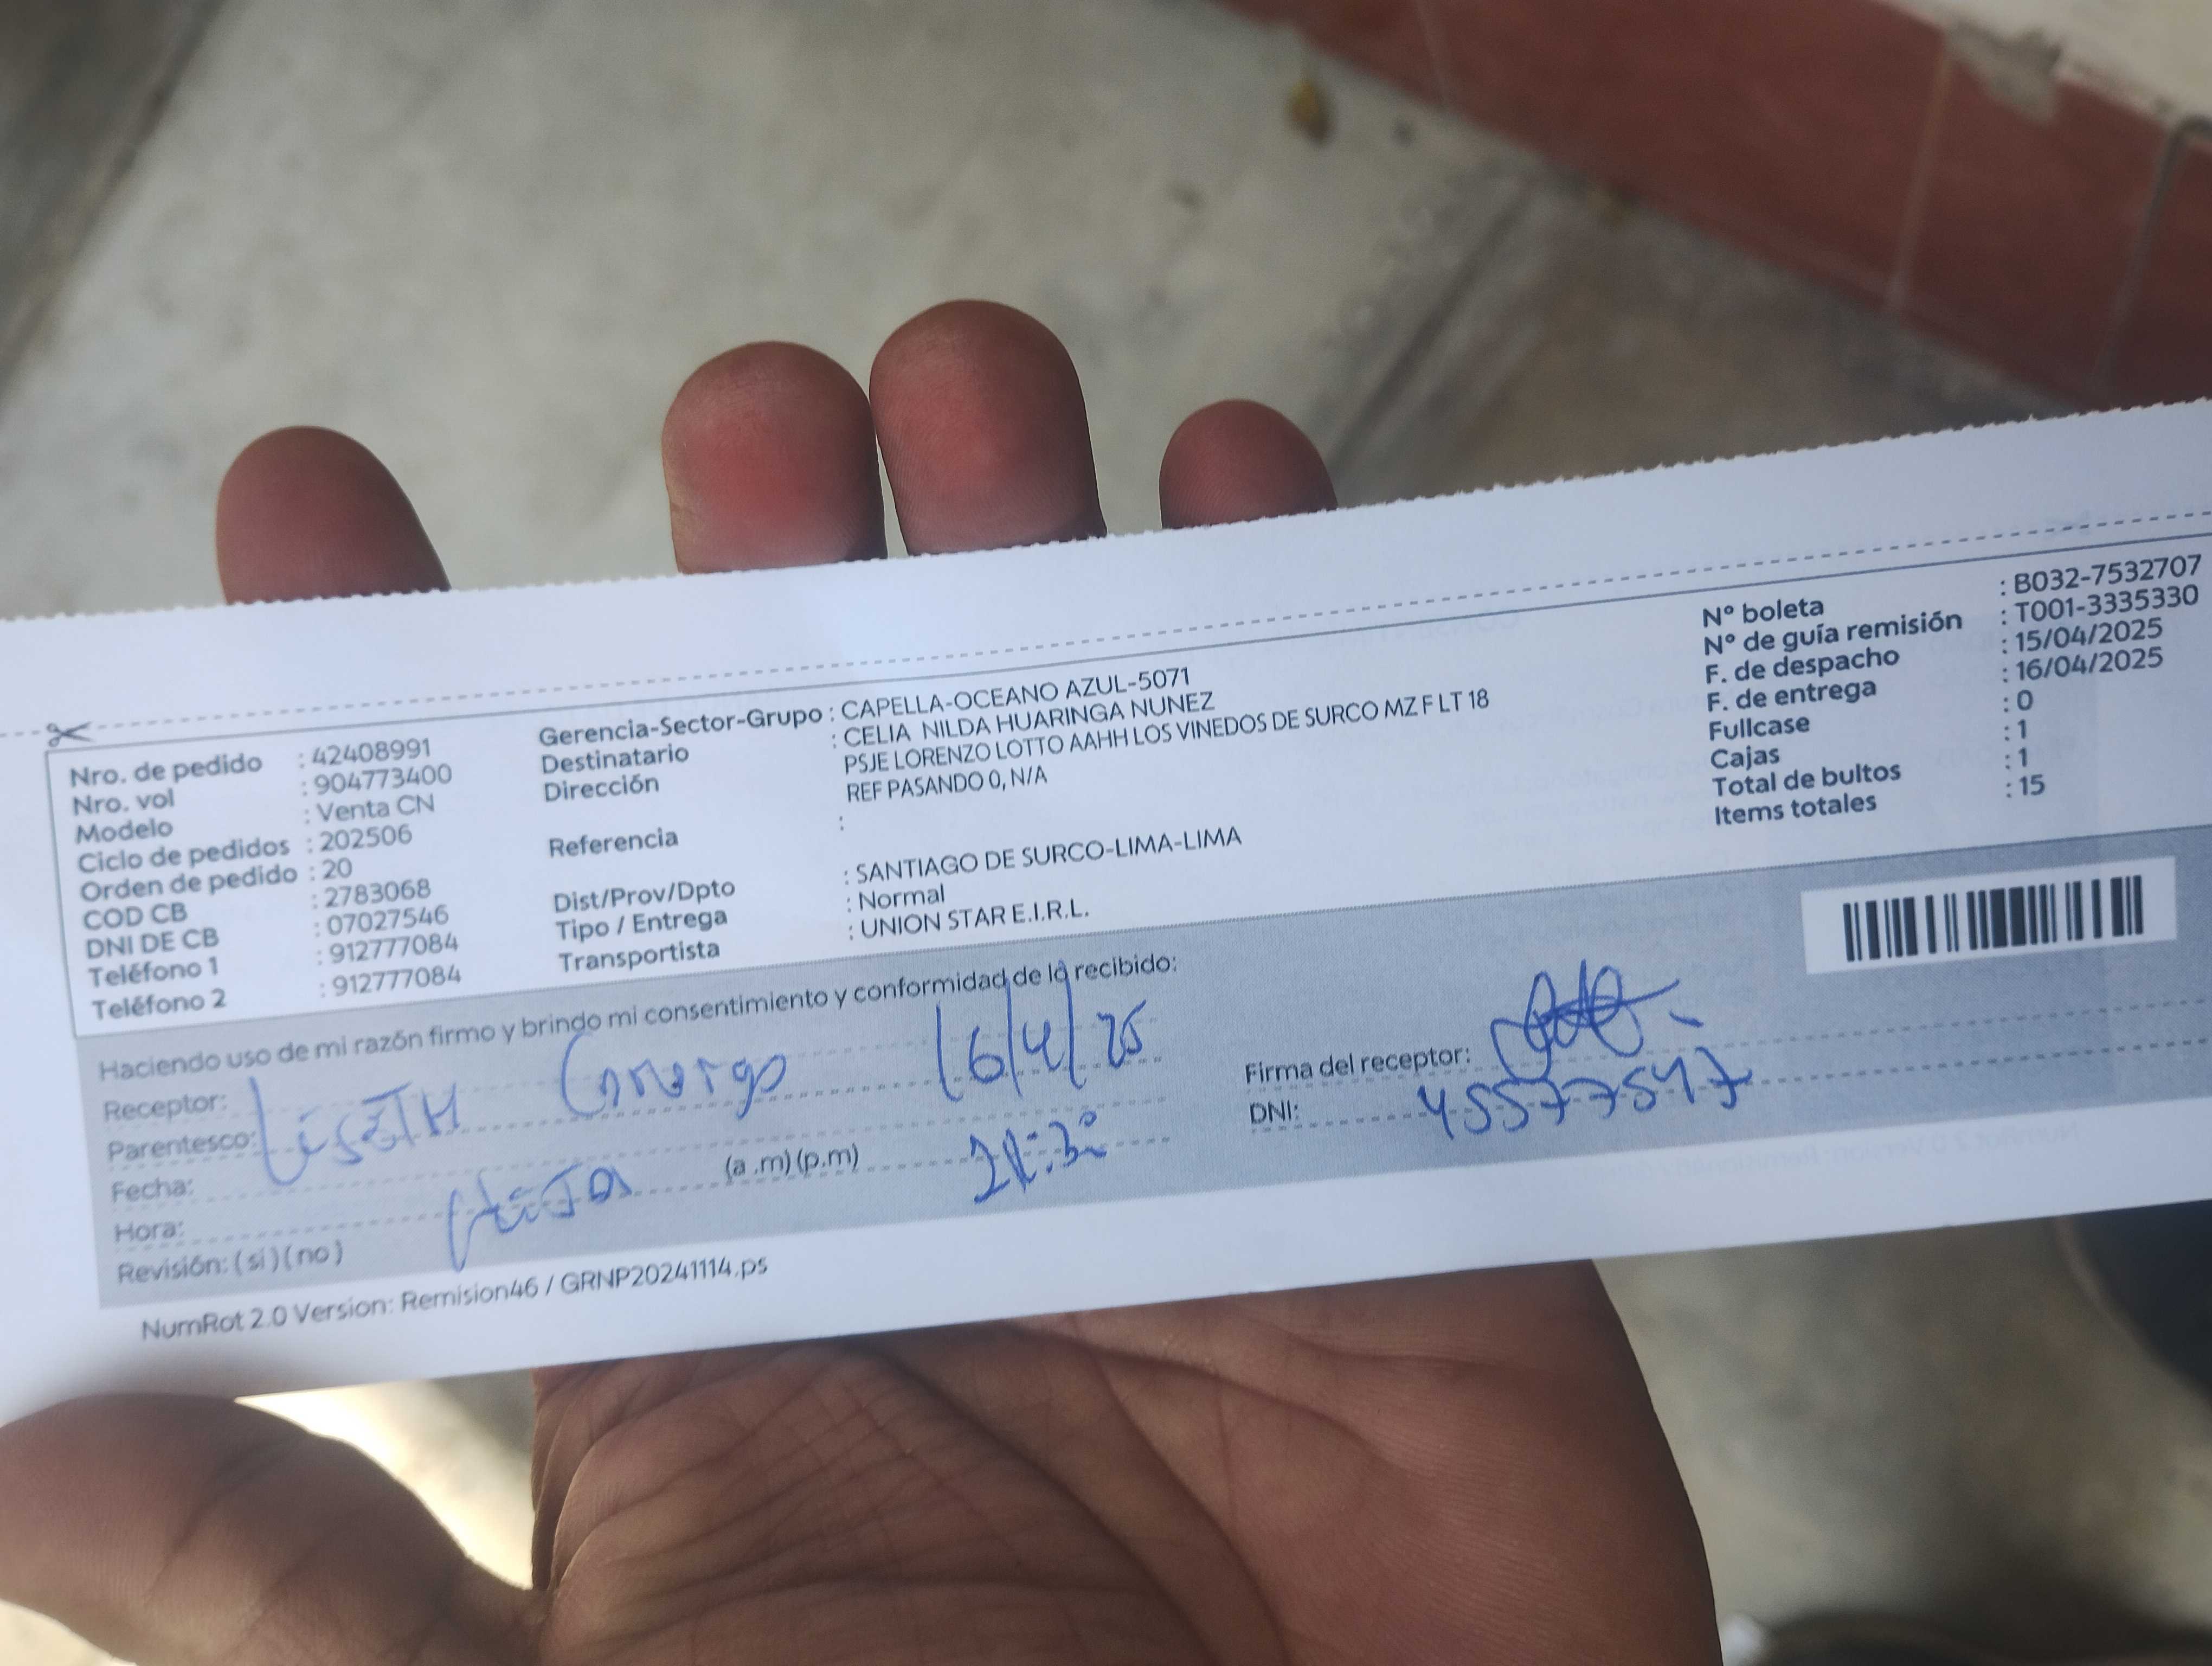 Nro. de pedido : 42408991
Nro. vol : 904773400
Modelo : Venta CN
Ciclo de pedidos : 202506
Orden de pedido : 20
COD CB : 2783068
DNI DE CB : 07027546
Teléfono 1 : 912777084
Teléfono 2 : 912777084
Gerencia-Sector-Grupo : CAPELLA-OCEANO AZUL-5071
Destinatario : CELIA NILDA HUARINGA NUNEZ
Dirección PSJE LORENZO LOTTO AAHH LOS VINEDOS DE SURCO MZ F LT 18
REF PASANDO 0, N/A
Referencia :
Dist/Prov/Dpto : SANTIAGO DE SURCO-LIMA-LIMA
Tipo / Entrega : Normal
Transportista : UNION STAR E.I.R.L.
N° boleta : B032-7532707
N° de guía remisión : T001-3335330
F. de despacho : 15/04/2025
F. de entrega : 16/04/2025
Fullcase : 0
Cajas : 1
Total de bultos : 1
Items totales : 15
Haciendo uso de mi razón firmo y brindo mi consentimiento y conformidad de lo recibido:
Receptor: LisETH 16/4/25
Parentesco:
Fecha:
Hora: (a .m) (p.m)
Revisión: ( si ) ( no )
Firma del receptor:
DNI: 45577547
NumRot 2.0 Version: Remision46 / GRNP20241114.ps